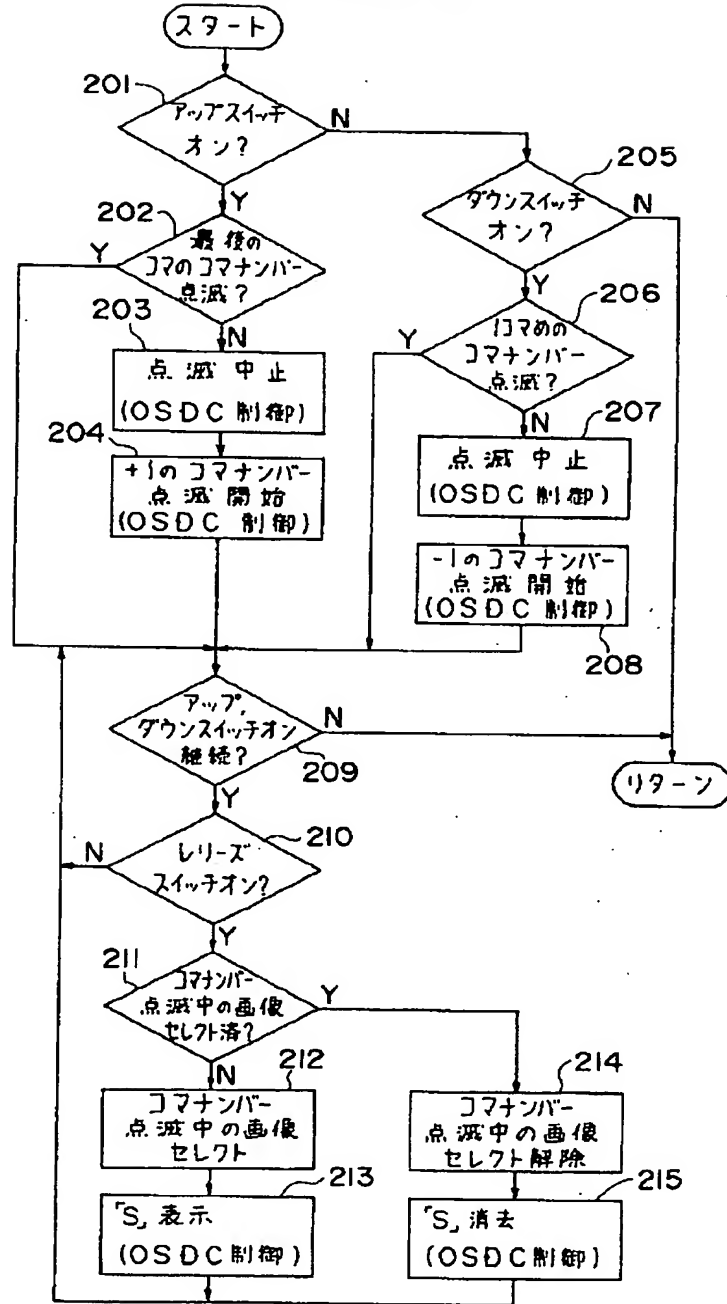 スタート
201
アップスイッチ
オン?
N
Y
205
ダウンスイッチ
オン?
N
Y
202
最後の
コマのコマナンバー
点滅?
Y
N
206
1コマめの
コマナンバー
点滅?
Y
N
203
点滅中止
(OSDC制御)
207
点滅中止
(OSDC制御)
204
+1のコマナンバー
点滅開始
(OSDC制御)
-1のコマナンバー
点滅開始
(OSDC制御)
208
アップ,
ダウンスイッチオン
継続?
N
209
Y
リターン
210
レリーズ
スイッチオン?
N
Y
211
コマナンバー
点滅中の画像
セレクト済?
Y
N
212
コマナンバー
点滅中の画像
セレクト
214
コマナンバー
点滅中の画像
セレクト解除
213
「S」表示
(OSDC制御)
215
「S」消去
(OSDC制御)